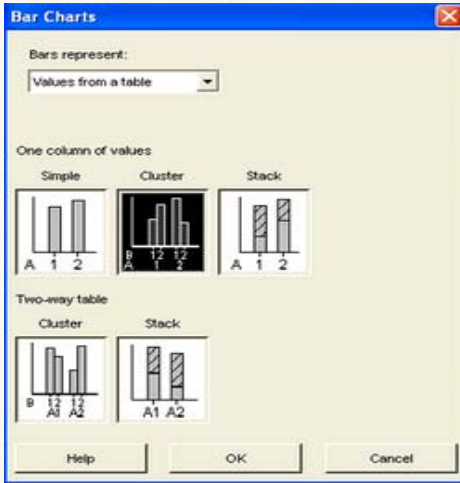 Bar Charts
Bars represent:
Values from a table
One column of values
Simple Cluster Stack
A 1 2
B 12 12
A 1 2
A 1 2
Two-way table
Cluster Stack
B 12 12
A1 A2
A1 A2
Help OK Cancel